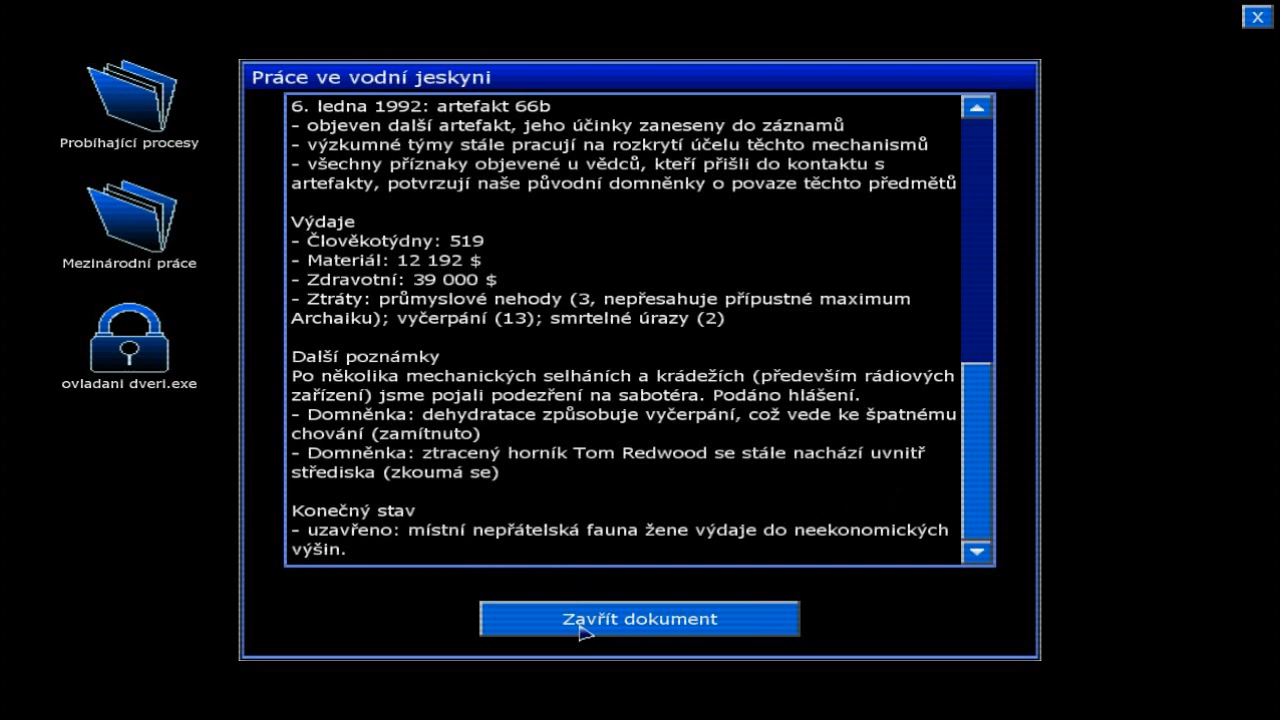 X
Práce ve vodní jeskyni
6. ledna 1992: artefakt 66b
- objeven další artefakt, jeho účinky zaneseny do záznamů
- výzkumné týmy stále pracují na rozkrytí účelu těchto mechanismů
- všechny příznaky objevené u vědců, kteří přišli do kontaktu s
artefakty, potvrzují naše původní domněnky o povaze těchto předmětů
Výdaje
- Člověkotýdny: 519
- Materiál: 12 192 $
- Zdravotní: 39 000 $
- Ztráty: průmyslové nehody (3, nepřesahuje přípustné maximum
Archaiku); vyčerpání (13); smrtelné úrazy (2)
Další poznámky
Po několika mechanických selháních a krádežích (především rádiových
zařízení) jsme pojali podezření na sabotéra. Podáno hlášení.
- Domněnka: dehydratace způsobuje vyčerpání, což vede ke špatnému
chování (zamítnuto)
- Domněnka: ztracený horník Tom Redwood se stále nachází uvnitř
střediska (zkoumá se)
Konečný stav
- uzavřeno: místní nepřátelská fauna žene výdaje do neekonomických
výšin.
Zavřít dokument
Probíhající procesy
Mezinárodní práce
ovladani dveri.exe